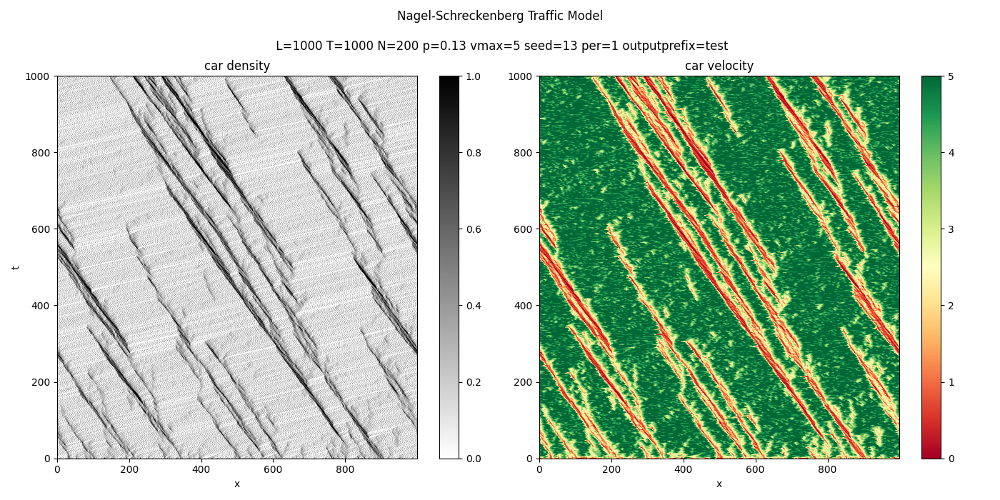 Nagel-Schreckenberg Traffic Model
L=1000 T=1000 N=200 p=0.13 vmax=5 seed=13 per=1 outputprefix=test
car density
1000
800
600
400
200
0
t
0 200 400 600 800
x
1.0
0.8
0.6
0.4
0.2
0.0
car velocity
1000
800
600
400
200
0
0 200 400 600 800
x
5
4
3
2
1
0